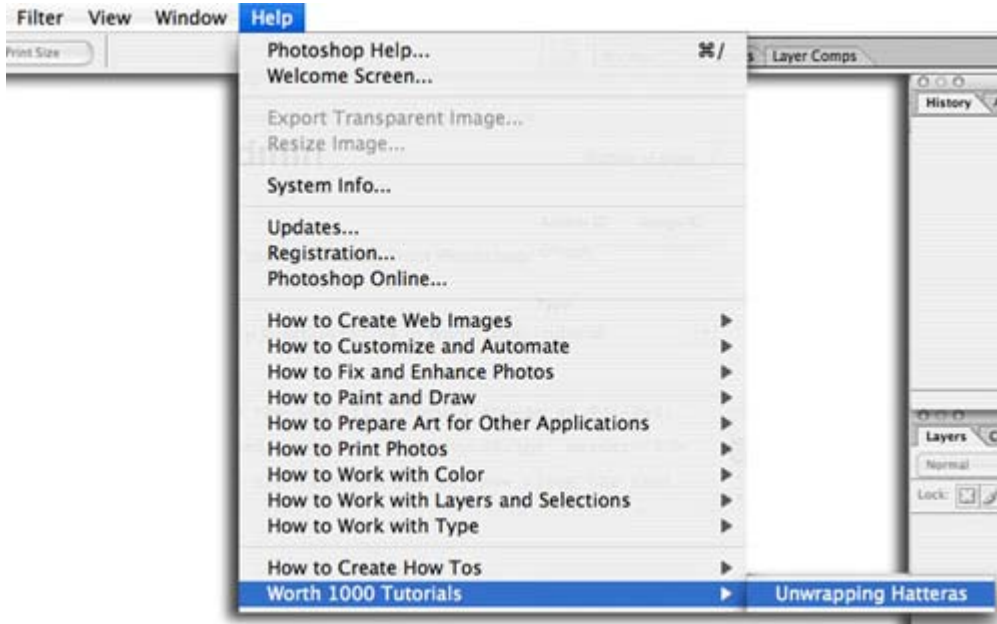 Filter View Window Help
Print Size
Photoshop Help... ⌘/
Welcome Screen...
Layer Comps
History
Export Transparent Image...
Resize Image...
System Info...
Updates...
Registration...
Photoshop Online...
How to Create Web Images
How to Customize and Automate
How to Fix and Enhance Photos
How to Paint and Draw
How to Prepare Art for Other Applications
How to Print Photos
How to Work with Color
How to Work with Layers and Selections
How to Work with Type
Layers
Normal
Lock:
How to Create How Tos
Worth 1000 Tutorials
Unwrapping Hatteras